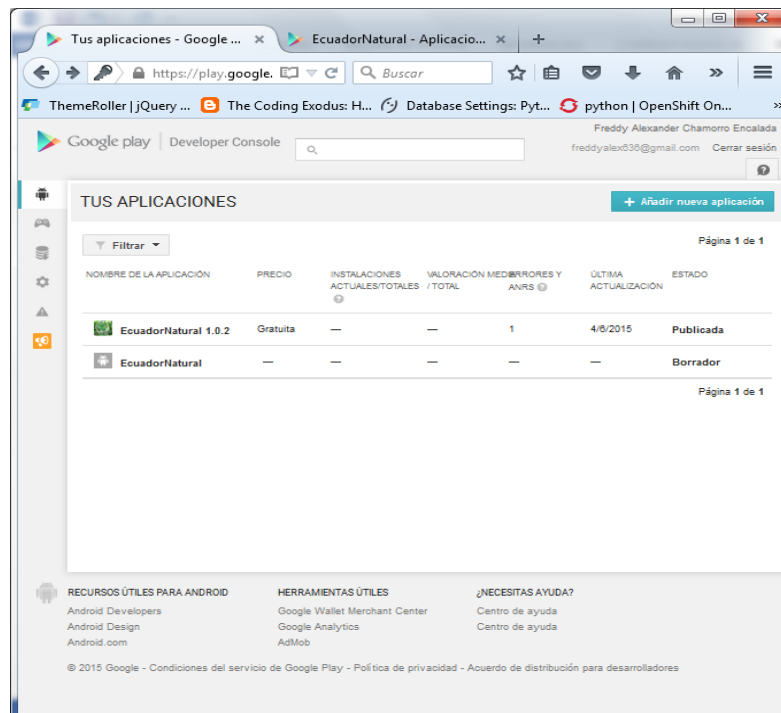 Tus aplicaciones - Google ...
EcuadorNatural - Aplicacio...
https://play.google.
Buscar
ThemeRoller | jQuery ...
The Coding Exodus: H...
Database Settings: Pyt...
python | OpenShift On...
Google play | Developer Console
Freddy Alexander Chamorro Encalada
freddyalex636@gmail.com Cerrar sesión
TUS APLICACIONES
+ Añadir nueva aplicación
Filtrar
Página 1 de 1
NOMBRE DE LA APLICACIÓN PRECIO INSTALACIONES ACTUALES/TOTALES VALORACIÓN MEDIA / TOTAL ERRORES Y ANRS ÚLTIMA ACTUALIZACIÓN ESTADO
EcuadorNatural 1.0.2 Gratuita — — 1 4/6/2015 Publicada
EcuadorNatural — — — — — Borrador
Página 1 de 1
RECURSOS ÚTILES PARA ANDROID
Android Developers
Android Design
Android.com
HERRAMIENTAS ÚTILES
Google Wallet Merchant Center
Google Analytics
AdMob
¿NECESITAS AYUDA?
Centro de ayuda
Centro de ayuda
© 2015 Google - Condiciones del servicio de Google Play - Política de privacidad - Acuerdo de distribución para desarrolladores